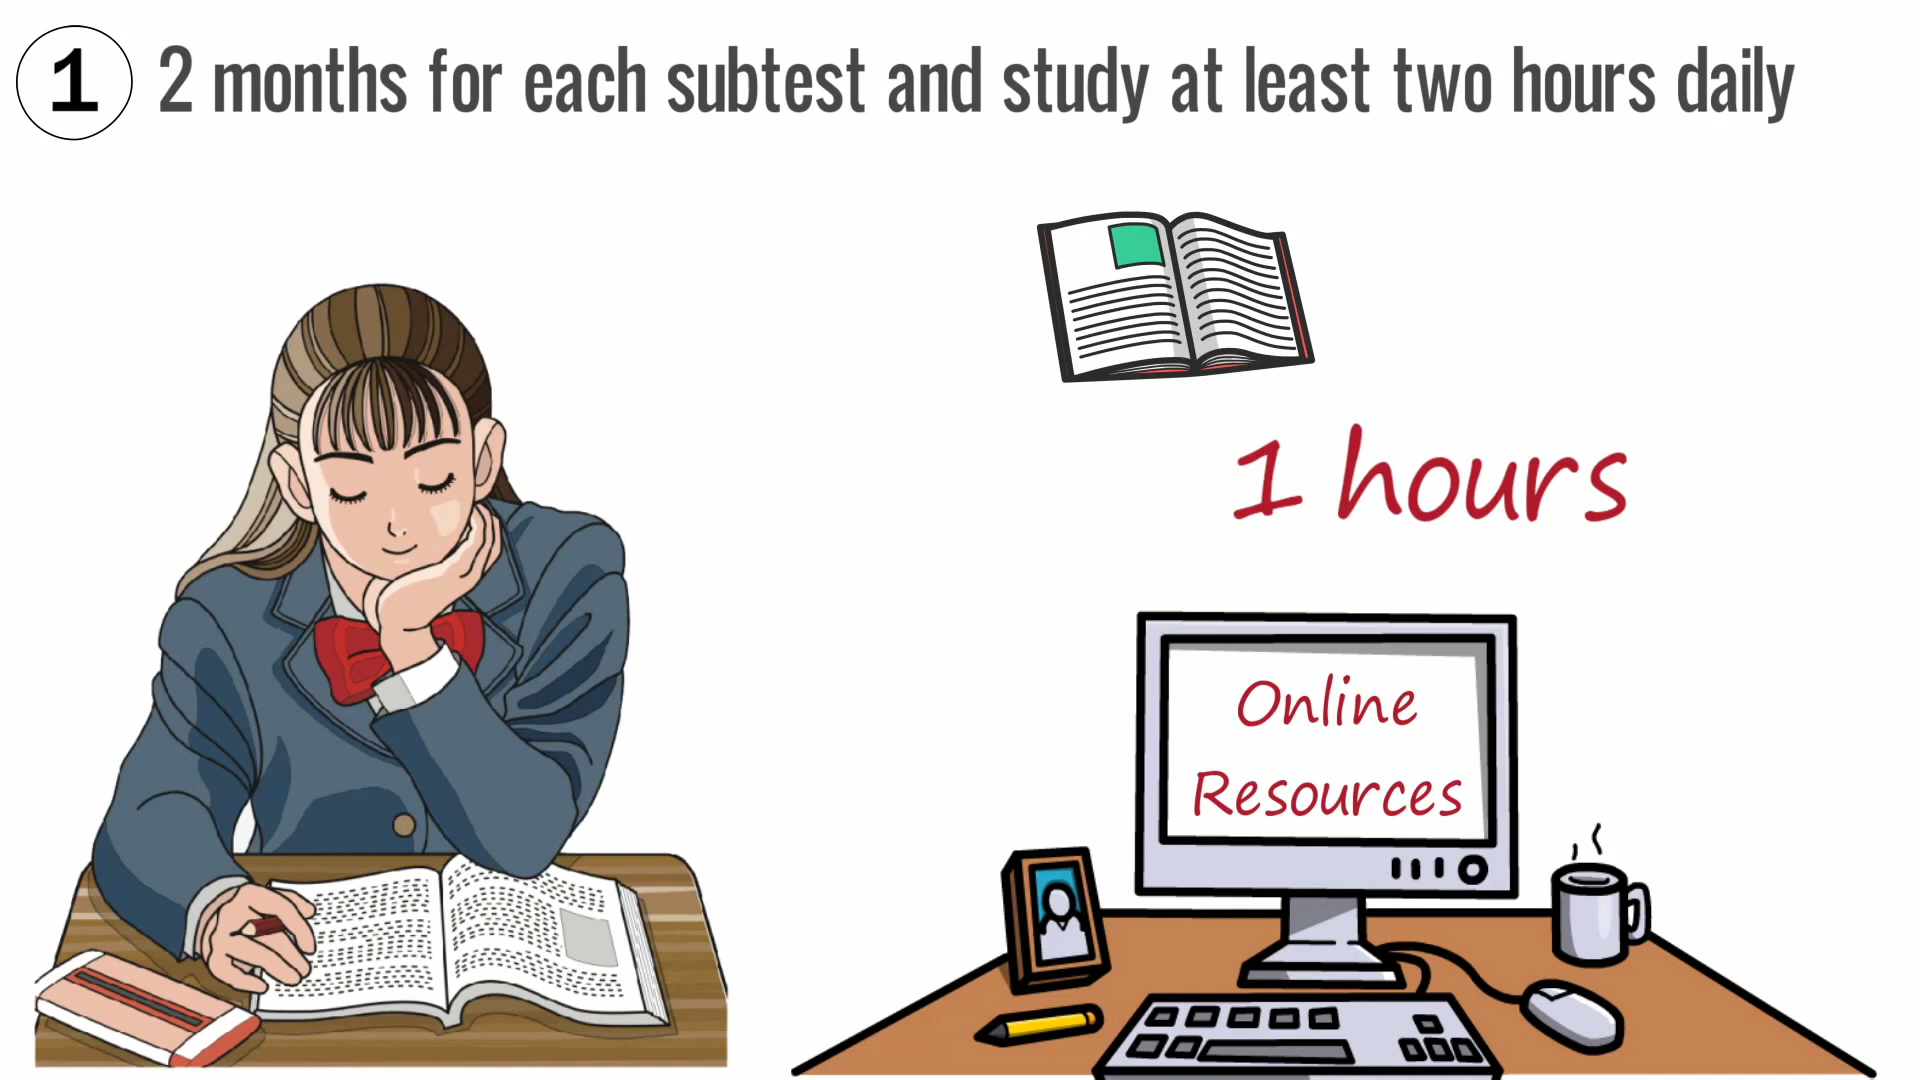 1 2 months for each subtest and study at least two hours daily
1 hours
Online
Resources